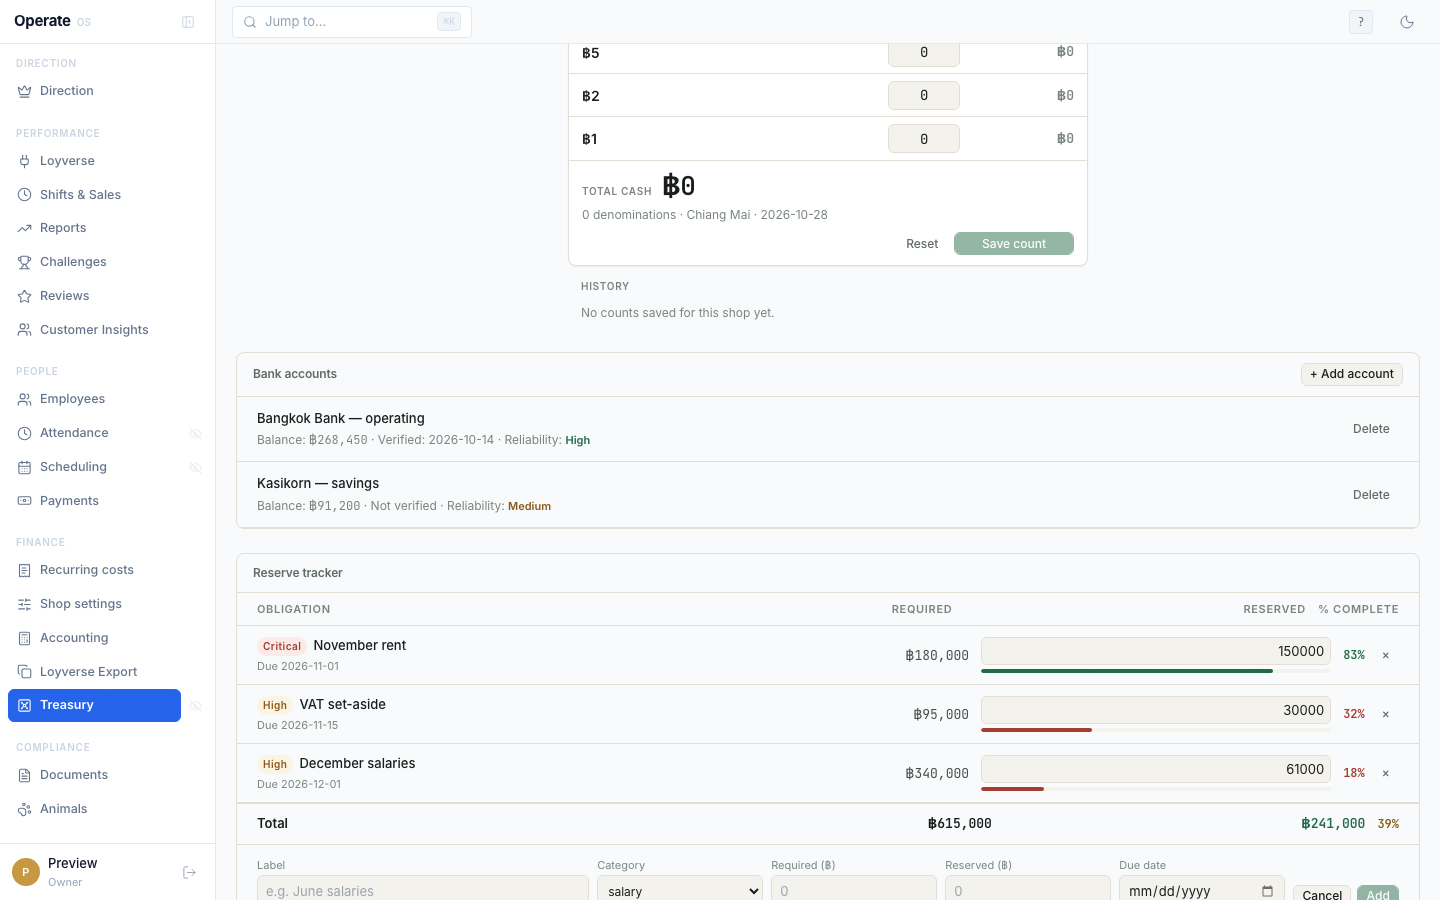 Operate OS
Jump to...
⌘K
?
DIRECTION
Direction
PERFORMANCE
Loyverse
Shifts & Sales
Reports
Challenges
Reviews
Customer Insights
PEOPLE
Employees
Attendance
Scheduling
Payments
FINANCE
Recurring costs
Shop settings
Accounting
Loyverse Export
Treasury
COMPLIANCE
Documents
Animals
P
Preview
Owner
฿5 0 ฿0
฿2 0 ฿0
฿1 0 ฿0
TOTAL CASH ฿0
0 denominations · Chiang Mai · 2026-10-28
Reset Save count
HISTORY
No counts saved for this shop yet.
Bank accounts + Add account
Bangkok Bank — operating
Balance: ฿268,450 · Verified: 2026-10-14 · Reliability: High
Delete
Kasikorn — savings
Balance: ฿91,200 · Not verified · Reliability: Medium
Delete
Reserve tracker
OBLIGATION REQUIRED RESERVED % COMPLETE
Critical November rent
Due 2026-11-01
฿180,000 150000 83% ×
High VAT set-aside
Due 2026-11-15
฿95,000 30000 32% ×
High December salaries
Due 2026-12-01
฿340,000 61000 18% ×
Total ฿615,000 ฿241,000 39%
Label Category Required (฿) Reserved (฿) Due date
e.g. June salaries salary 0 0 mm/dd/yyyy Cancel Add